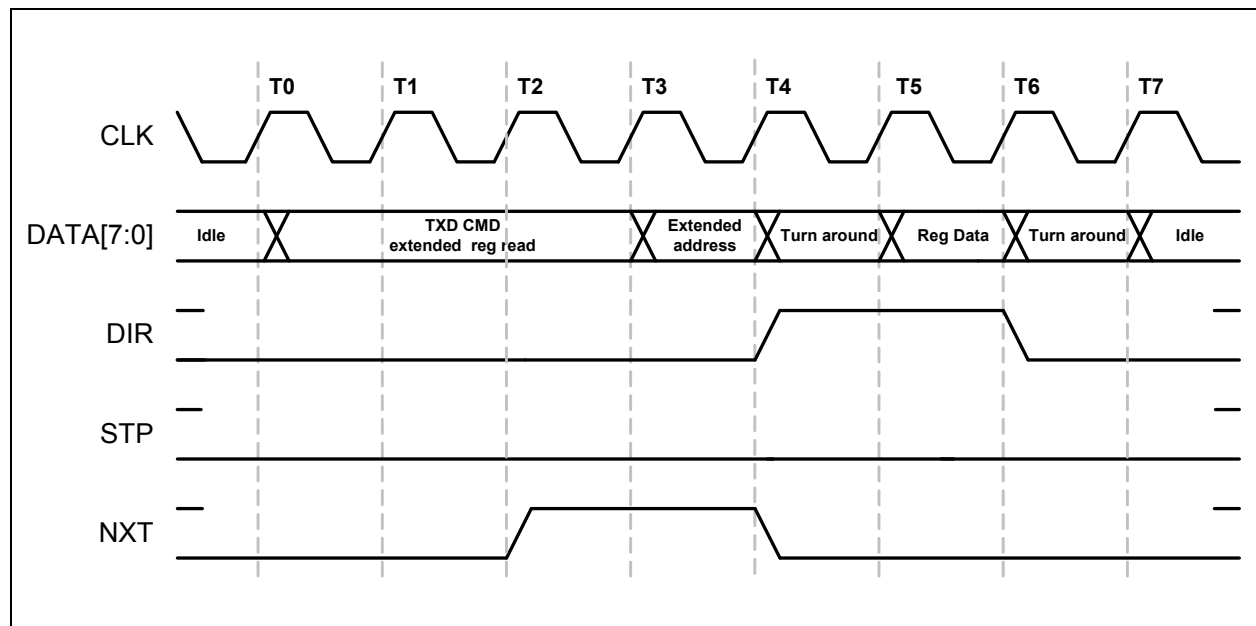 T0 T1 T2 T3 T4 T5 T6 T7
CLK
DATA[7:0]
Idle
TXD CMD
extended reg read
Extended
address
Turn around
Reg Data
Turn around
Idle
DIR
STP
NXT